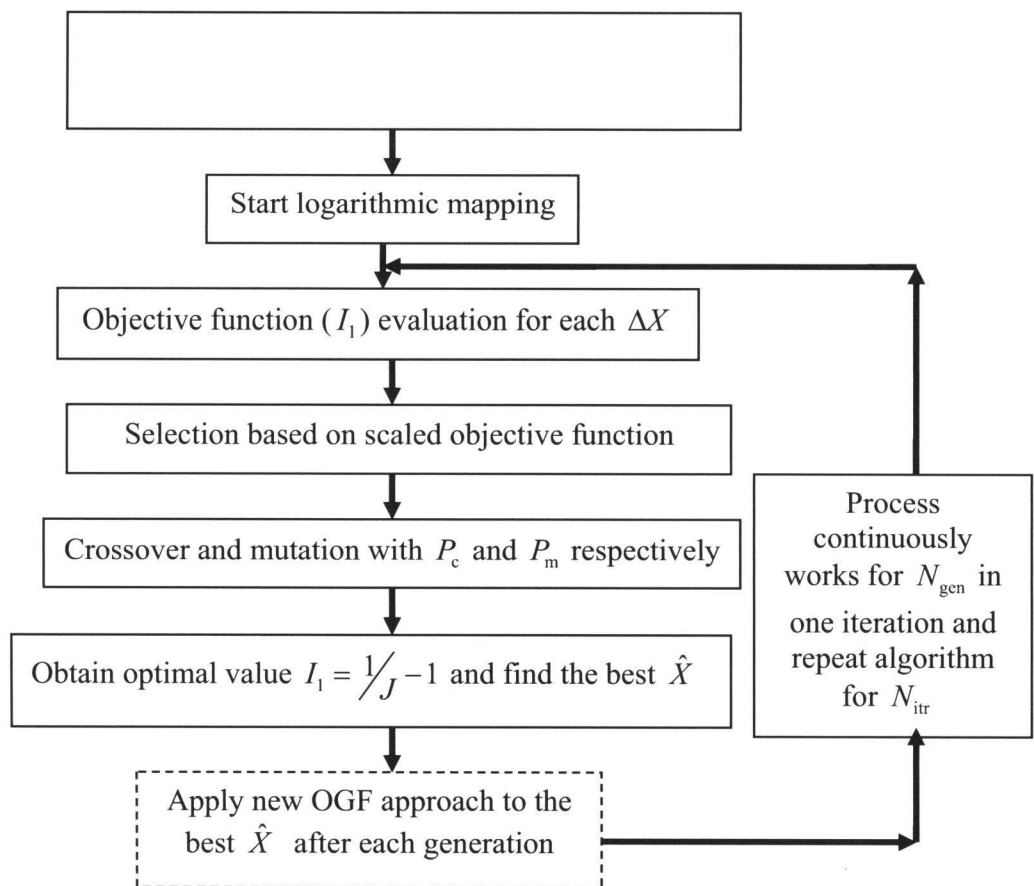 Start logarithmic mapping
Objective function (I₁) evaluation for each ΔX
Selection based on scaled objective function
Crossover and mutation with P_c and P_m respectively
Obtain optimal value I₁ = 1/J − 1 and find the best X̂
Apply new OGF approach to the
best X̂ after each generation
Process
continuously
works for N_gen in
one iteration and
repeat algorithm
for N_itr